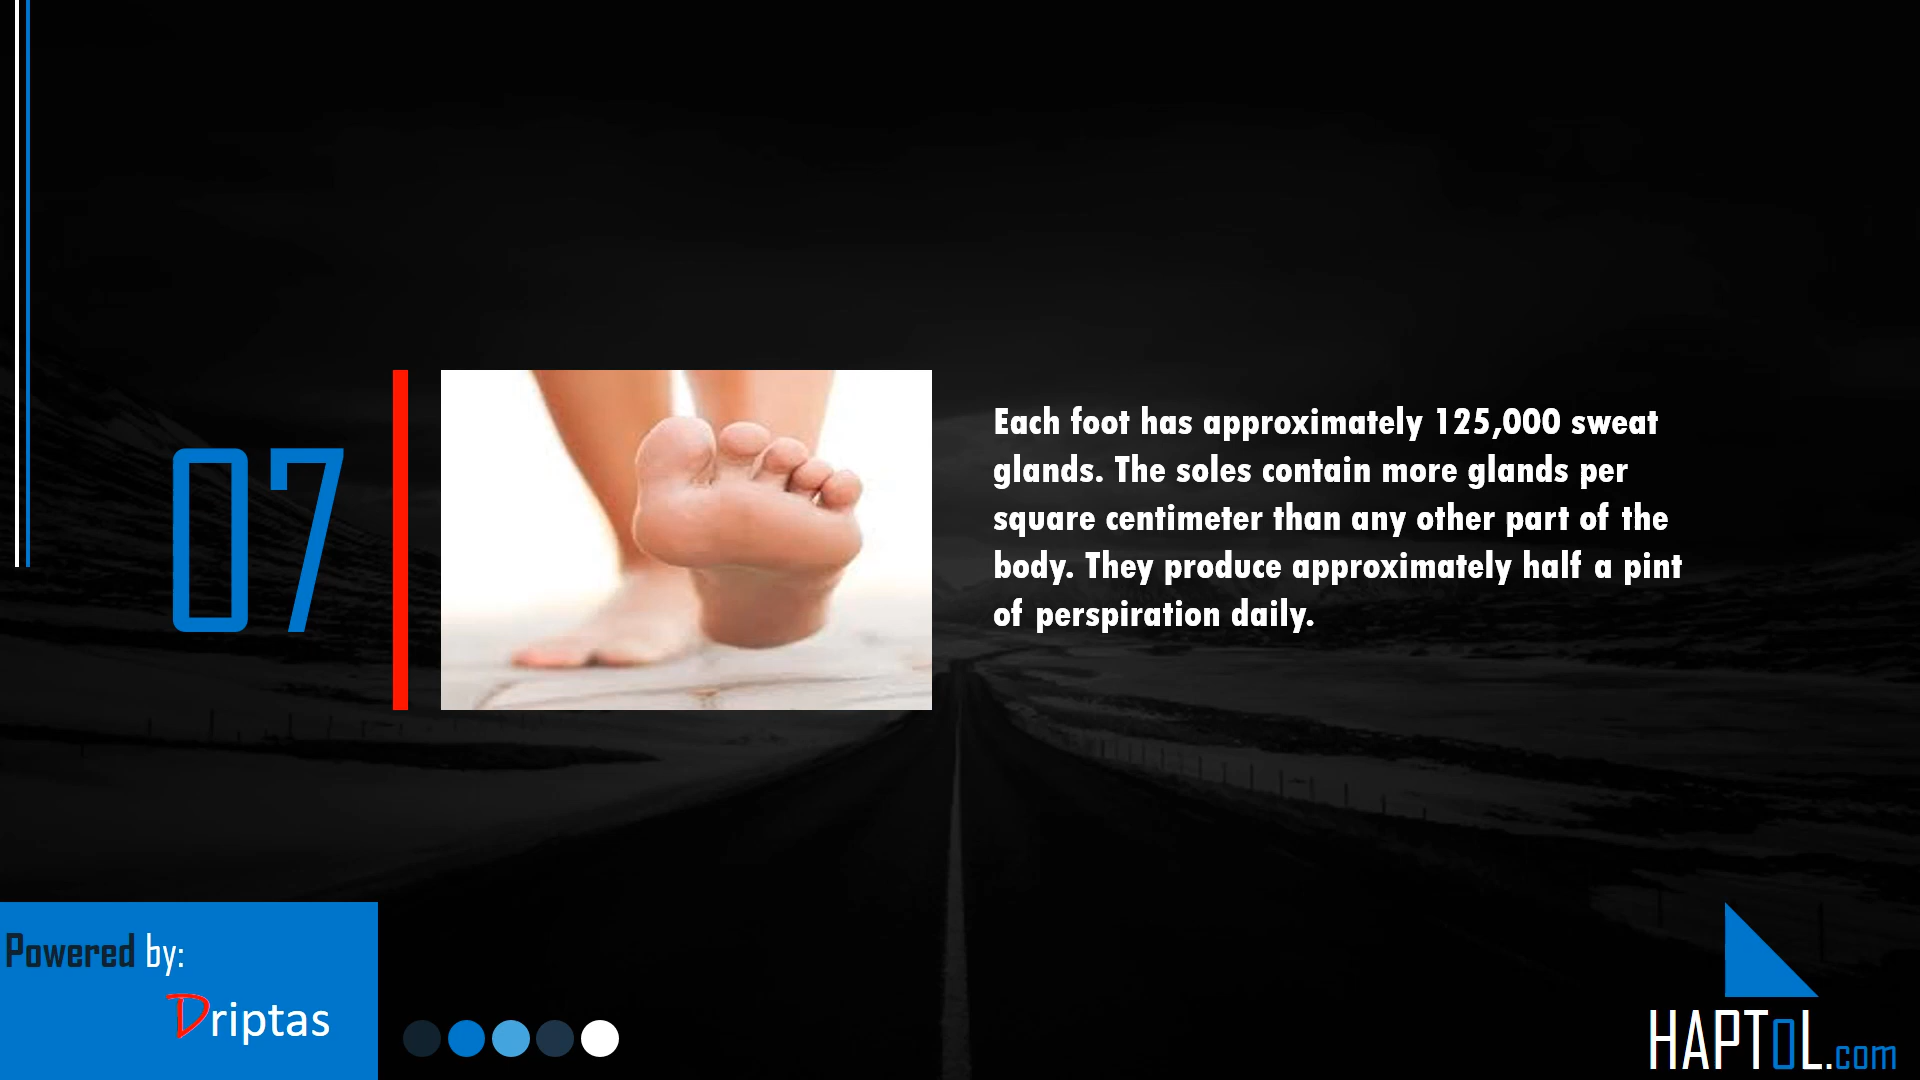 07
Each foot has approximately 125,000 sweat
glands. The soles contain more glands per
square centimeter than any other part of the
body. They produce approximately half a pint
of perspiration daily.
Powered by:
Driptas
HAPTOL.com